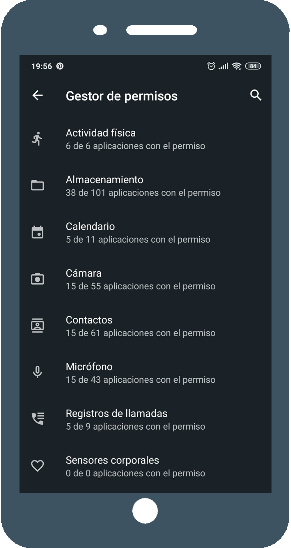 19:56
84
Gestor de permisos
Actividad física
6 de 6 aplicaciones con el permiso
Almacenamiento
38 de 101 aplicaciones con el permiso
Calendario
5 de 11 aplicaciones con el permiso
Cámara
15 de 55 aplicaciones con el permiso
Contactos
15 de 61 aplicaciones con el permiso
Micrófono
15 de 43 aplicaciones con el permiso
Registros de llamadas
5 de 9 aplicaciones con el permiso
Sensores corporales
0 de 0 aplicaciones con el permiso